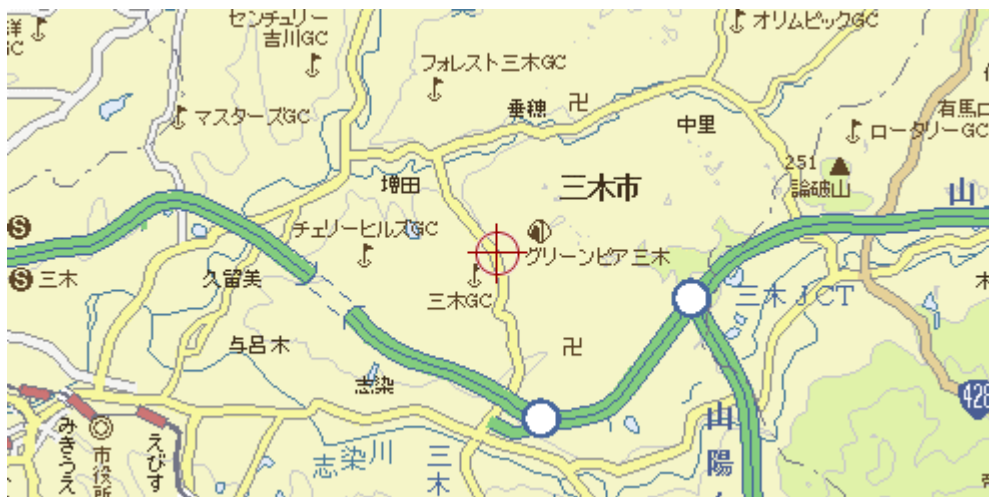 センチュリー
吉川GC
オリムピックGC
洋
GC
フォレスト三木GC
マスターズGC
垂穂
中里
有馬ロ
ロータリーGC
251
論破山
増田
三木市
山
チェリーヒルズGC
グリーンピア三木
S
S 三木
久留美
三木GC
三木JCT
木
与呂木
志染
428
山陽
みきうえ
市役所
えびす
志染川
三木